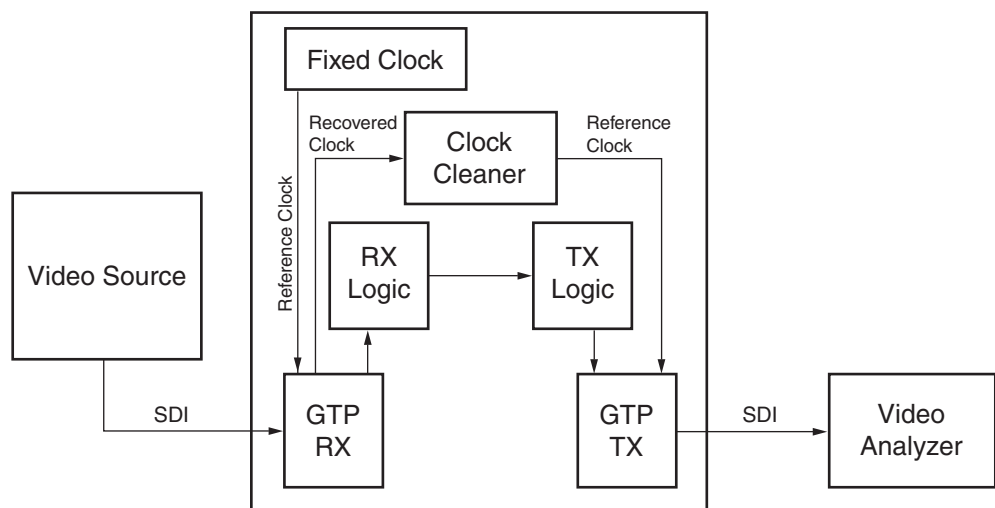 Fixed Clock
Recovered
Clock
Clock
Cleaner
Reference
Clock
Reference Clock
Video Source
RX
Logic
TX
Logic
SDI
GTP
RX
GTP
TX
SDI
Video
Analyzer